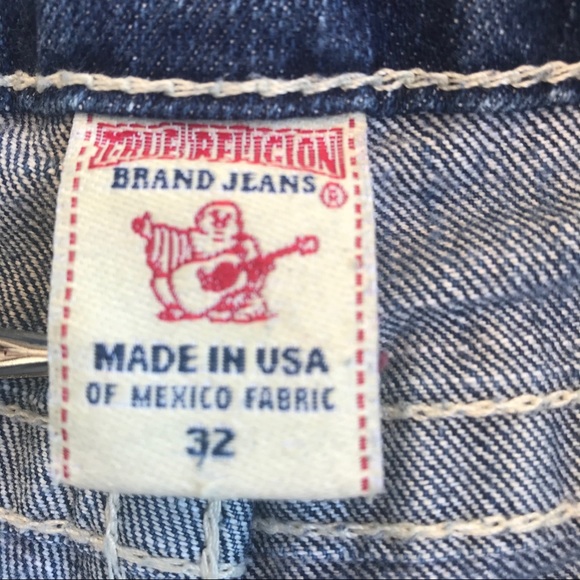 TRUE RELIGION
BRAND JEANS ®
MADE IN USA
OF MEXICO FABRIC
32